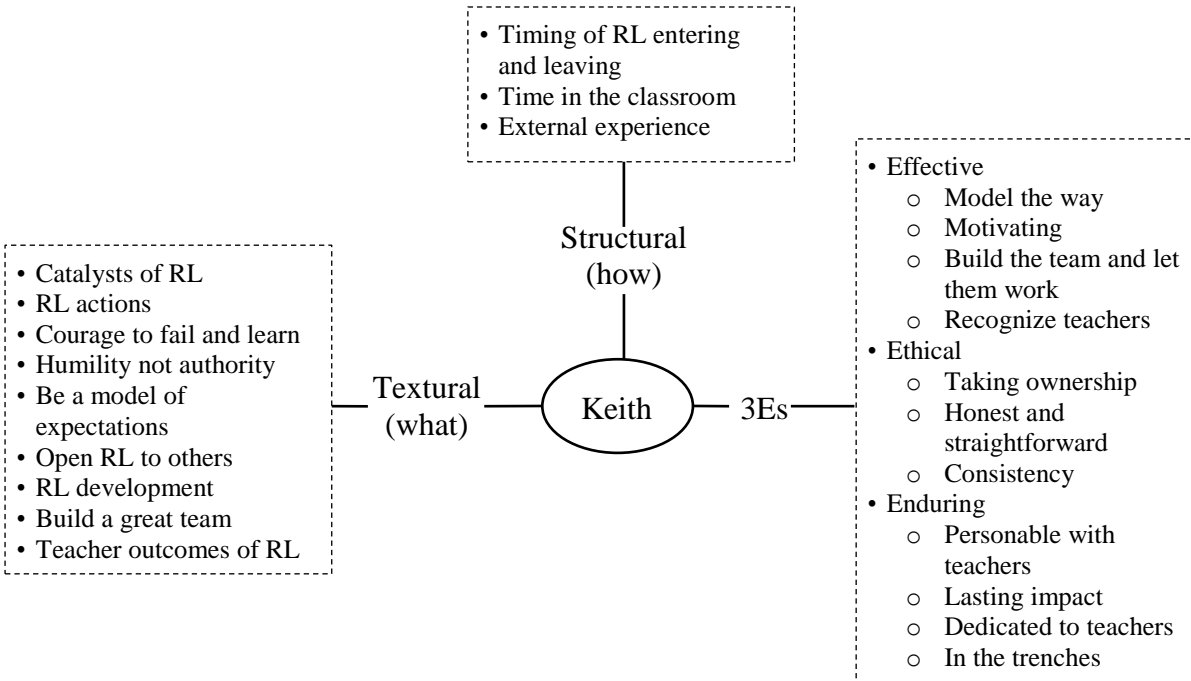 • Timing of RL entering
and leaving
• Time in the classroom
• External experience
Structural
(how)
• Catalysts of RL
• RL actions
• Courage to fail and learn
• Humility not authority
• Be a model of
expectations
• Open RL to others
• RL development
• Build a great team
• Teacher outcomes of RL
Textural
(what)
Keith
3Es
• Effective
o Model the way
o Motivating
o Build the team and let
them work
o Recognize teachers
• Ethical
o Taking ownership
o Honest and
straightforward
o Consistency
• Enduring
o Personable with
teachers
o Lasting impact
o Dedicated to teachers
o In the trenches